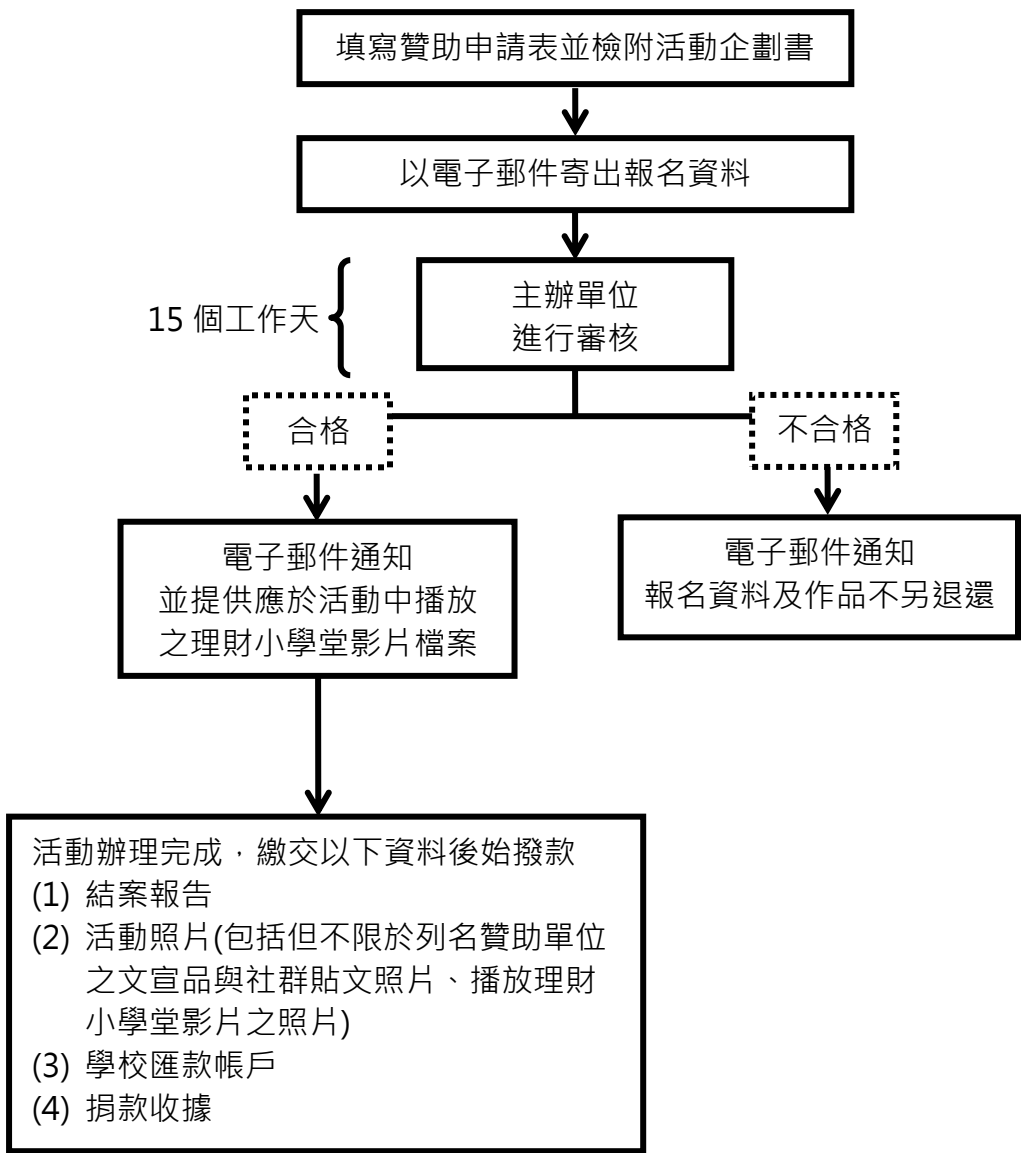 填寫贊助申請表並檢附活動企劃書
以電子郵件寄出報名資料
15 個工作天
主辦單位
進行審核
合格
不合格
電子郵件通知
並提供應於活動中播放
之理財小學堂影片檔案
電子郵件通知
報名資料及作品不另退還
活動辦理完成，繳交以下資料後始撥款
(1) 結案報告
(2) 活動照片(包括但不限於列名贊助單位
之文宣品與社群貼文照片、播放理財
小學堂影片之照片)
(3) 學校匯款帳戶
(4) 捐款收據